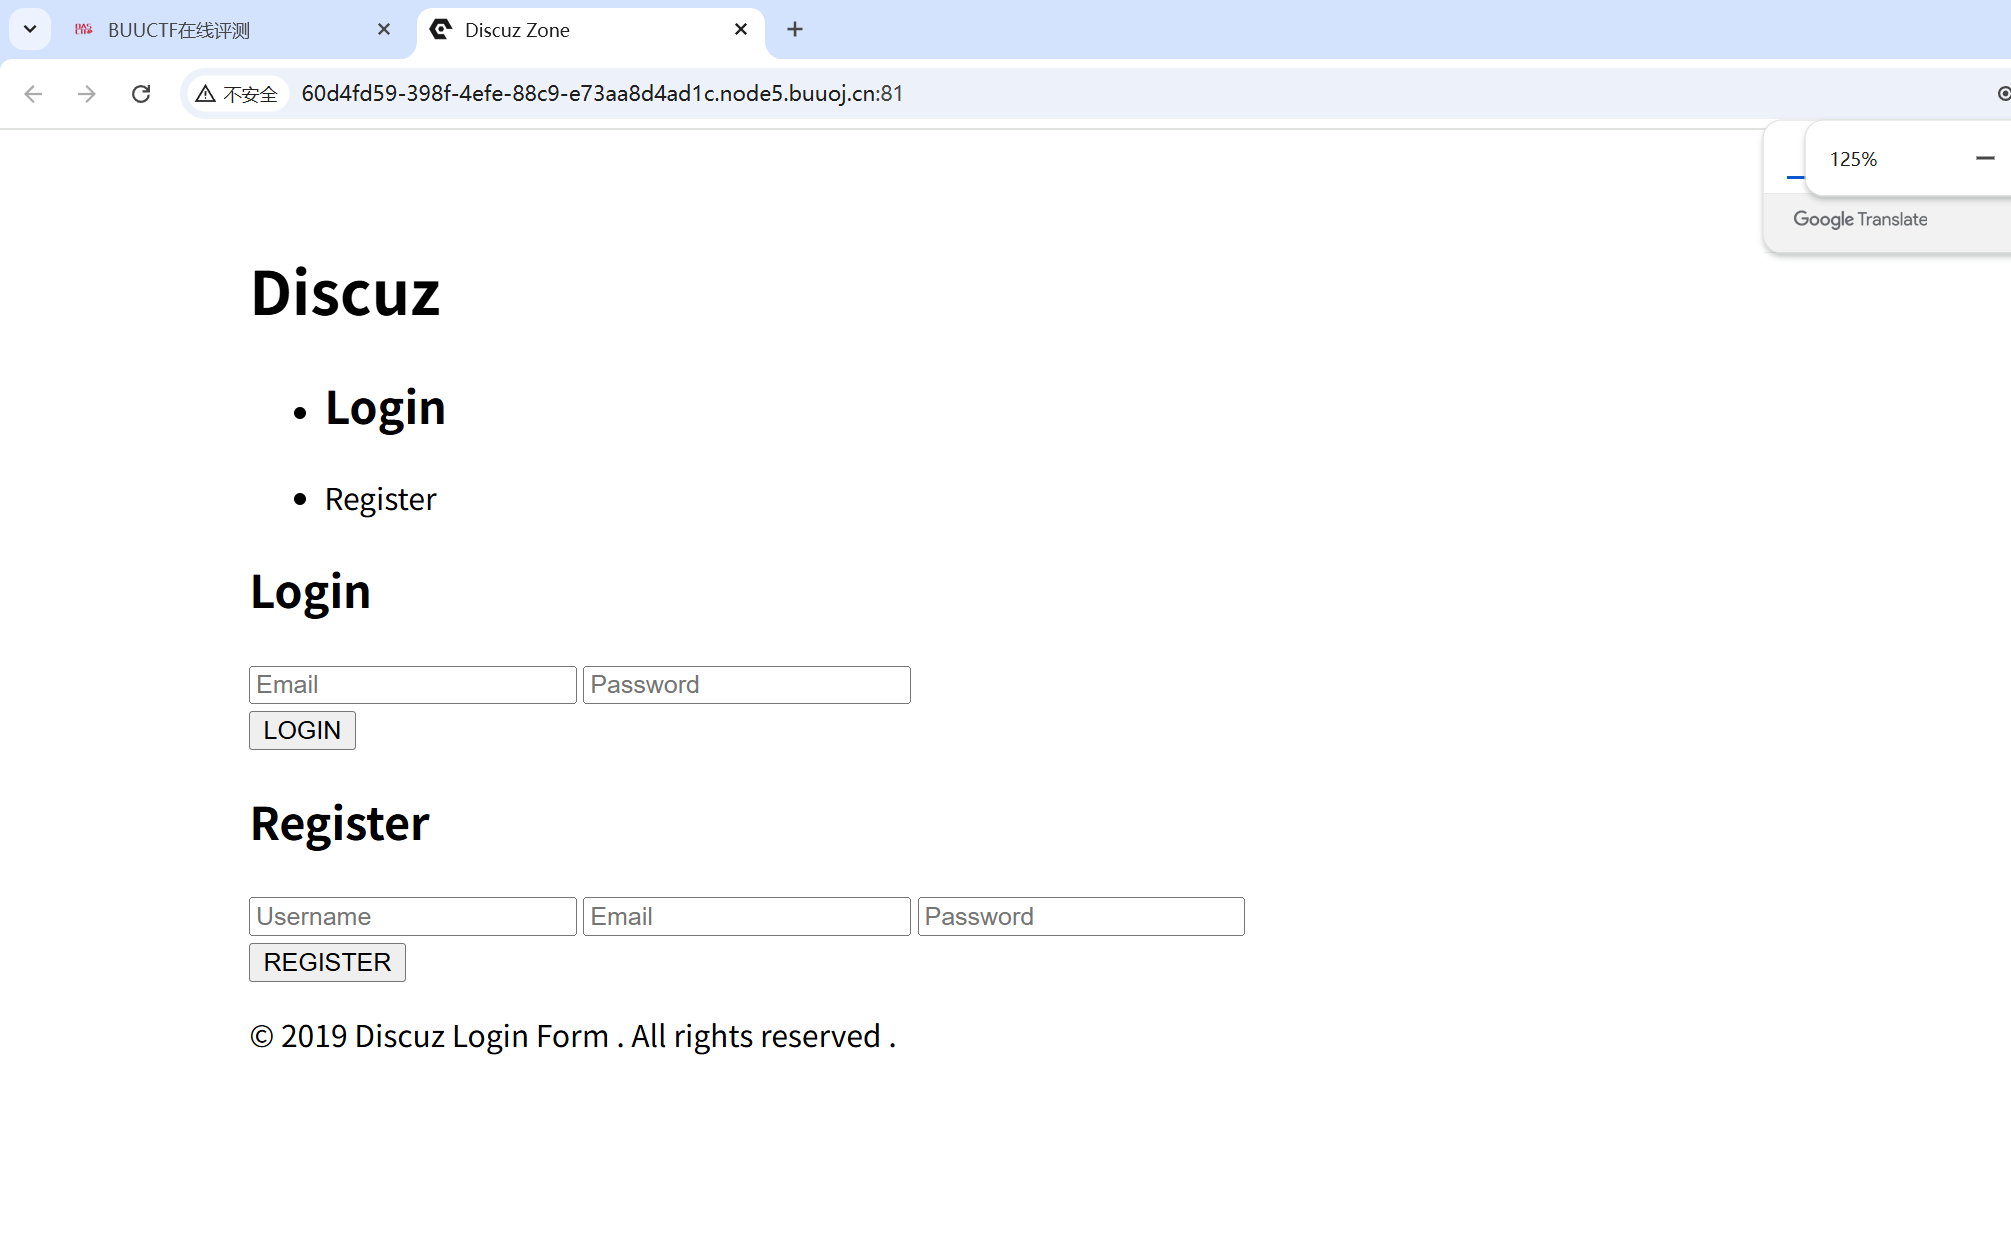 BUUCTF在线评测
Discuz Zone
不安全
60d4fd59-398f-4efe-88c9-e73aa8d4ad1c.node5.buuoj.cn:81
125%
Google Translate
Discuz
Login
Register
Login
Email Password
LOGIN
Register
Username Email Password
REGISTER
© 2019 Discuz Login Form . All rights reserved .